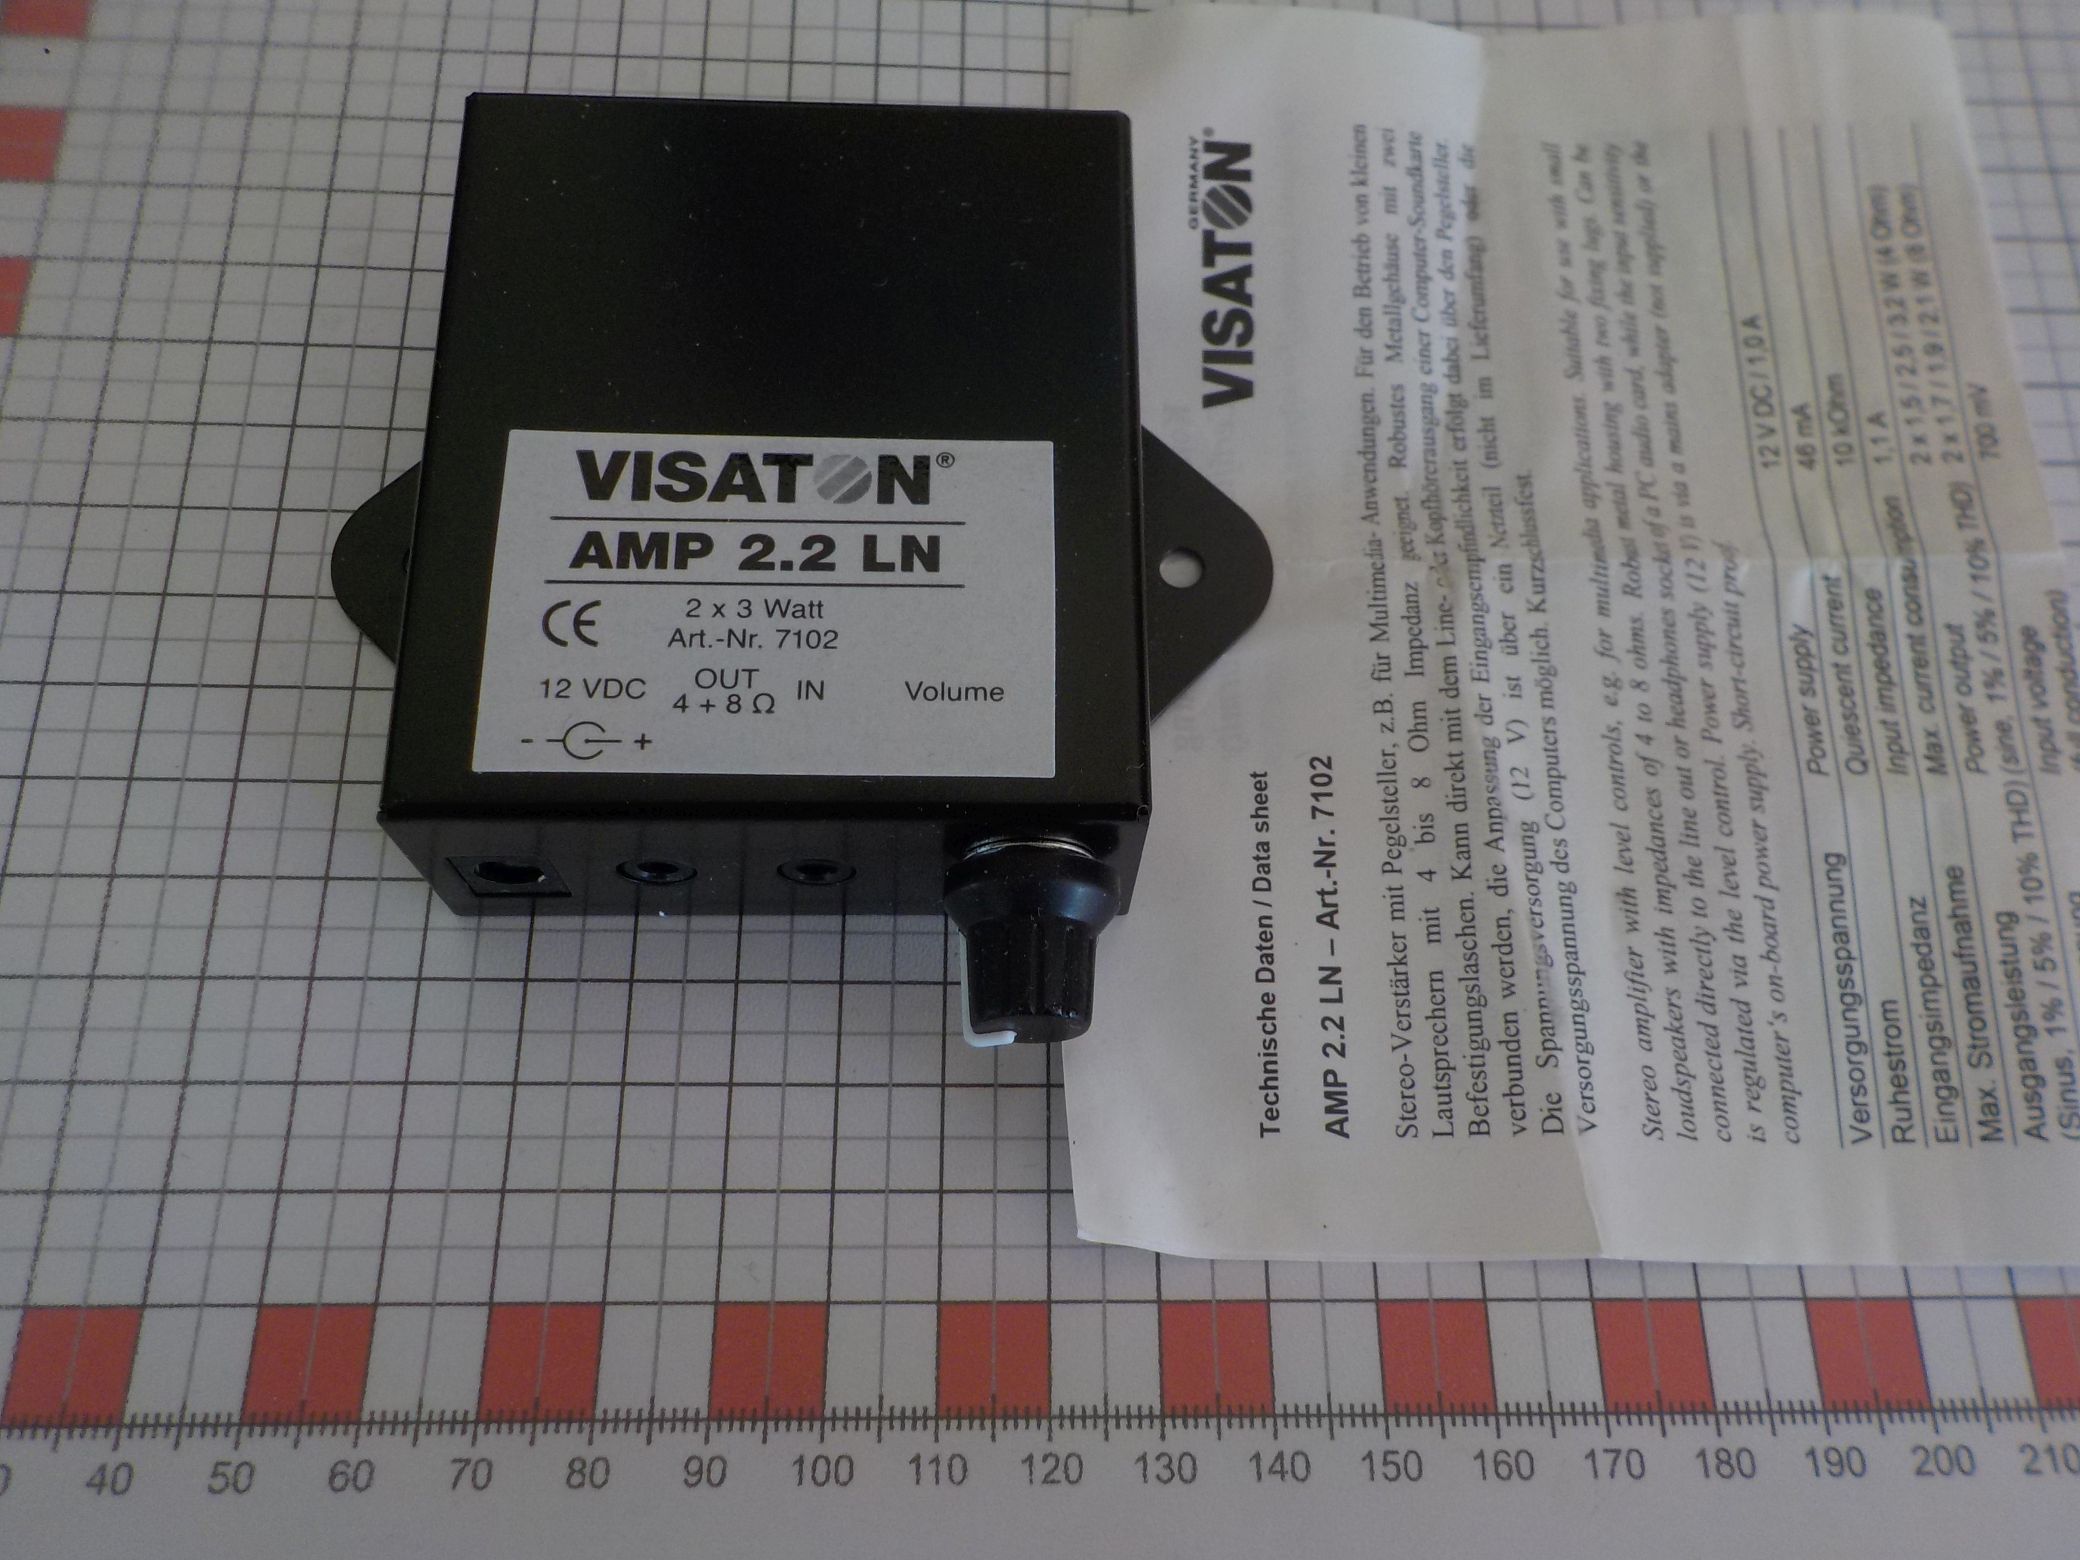 VISATON®
AMP 2.2 LN
CE
2 x 3 Watt
Art.-Nr. 7102
12 VDC
OUT
4 + 8 Ω
IN
Volume
- +
GERMANY
VISATON®
Technische Daten / Data sheet
AMP 2.2 LN – Art.-Nr. 7102
Stereo-Verstärker mit Pegelsteller, z.B. für Multimedia- Anwendungen. Für den Betrieb von kleinen
Lautsprechern mit 4 bis 8 Ohm Impedanz geeignet. Robustes Metallgehäuse mit zwei
Befestigungslaschen. Kann direkt mit dem Line- oder Kopfhörerausgang einer Computer-Soundkarte
verbunden werden, die Anpassung der Eingangsempfindlichkeit erfolgt dabei über den Pegelsteller.
Die Spannungsversorgung (12 V) ist über ein Netzteil (nicht im Lieferumfang) oder die
Versorgungsspannung des Computers möglich. Kurzschlussfest.
Stereo amplifier with level controls, e.g. for multimedia applications. Suitable for use with small
loudspeakers with impedances of 4 to 8 ohms. Robust metal housing with two fixing lugs. Can be
connected directly to the line out or headphones socket of a PC audio card, while the input sensitivity
is regulated via the level control. Power supply (12 V) is via a mains adapter (not supplied) or the
computer's on-board power supply. Short-circuit proof.
Versorgungsspannung Power supply 12 V DC / 1,0 A
Ruhestrom Quiescent current 46 mA
Eingangsimpedanz Input impedance 10 kOhm
Max. Stromaufnahme Max. current consumption 1,1 A
Ausgangsleistung Power output 2 x 1,5 / 2,5 / 3,2 W (4 Ohm)
(Sinus, 1% / 5% / 10% THD) (sine, 1% / 5% / 10% THD) 2 x 1,7 / 1,9 / 2,1 W (8 Ohm)
Input voltage 700 mV
(full conduction)
40 50 60 70 80 90 100 110 120 130 140 150 160 170 180 190 200 210